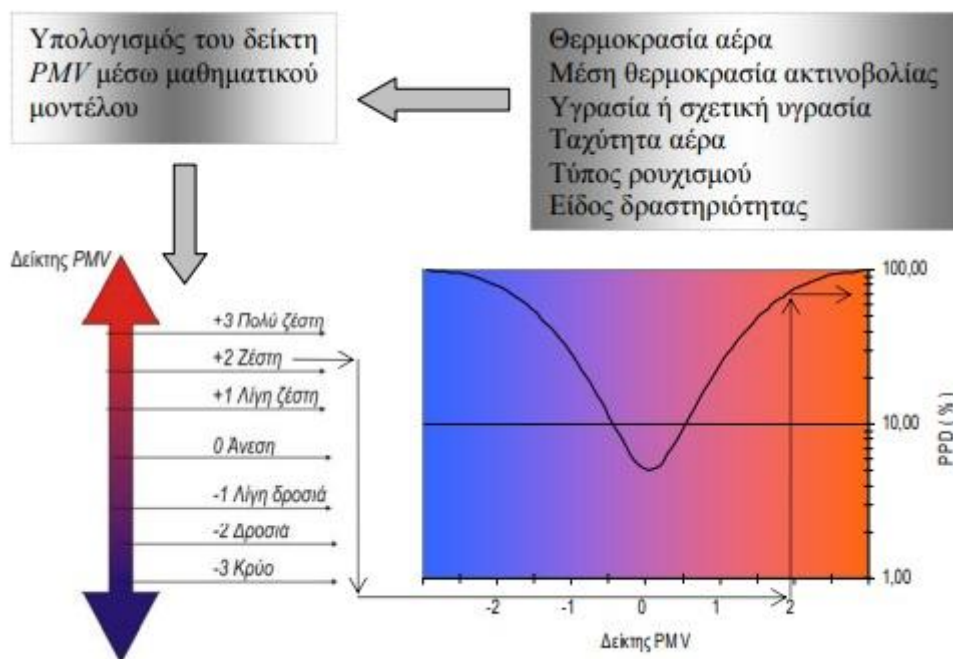 Υπολογισμός του δείκτη
PMV μέσω μαθηματικού
μοντέλου
Θερμοκρασία αέρα
Μέση θερμοκρασία ακτινοβολίας
Υγρασία ή σχετική υγρασία
Ταχύτητα αέρα
Τύπος ρουχισμού
Είδος δραστηριότητας
Δείκτης PMV
+3 Πολύ ζέστη
+2 Ζέστη
+1 Λίγη ζέστη
0 Άνεση
-1 Λίγη δροσιά
-2 Δροσιά
-3 Κρύο
100,00
10,00
1,00
PPD (%)
-2 -1 0 1 2
Δείκτης PMV